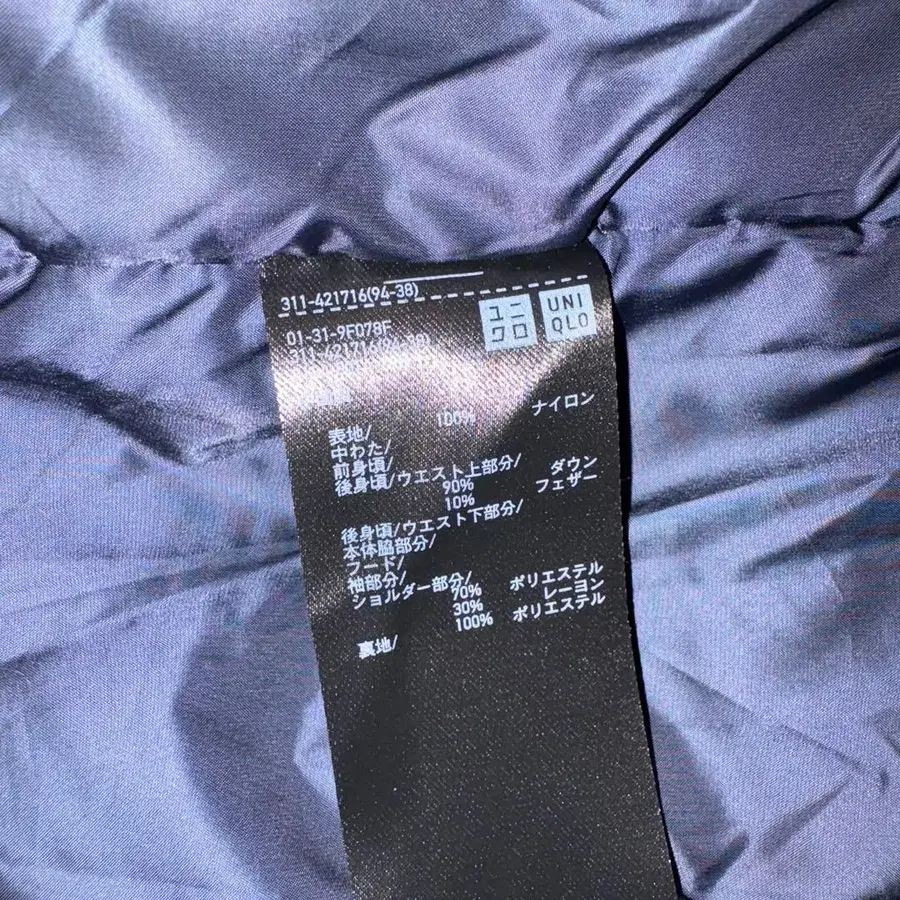 311-421716(94-38)
ユニ
クロ
UNI
QLO
01-31-9F078F
311-421716(94-38)
100% ナイロン
表地/
中わた/
前身頃/
後身頃/ウエスト上部分/
90% ダウン
10% フェザー
後身頃/ウエスト下部分/
本体脇部分/
フード/
袖部分/
ショルダー部分/
70% ポリエステル
30% レーヨン
100% ポリエステル
裏地/